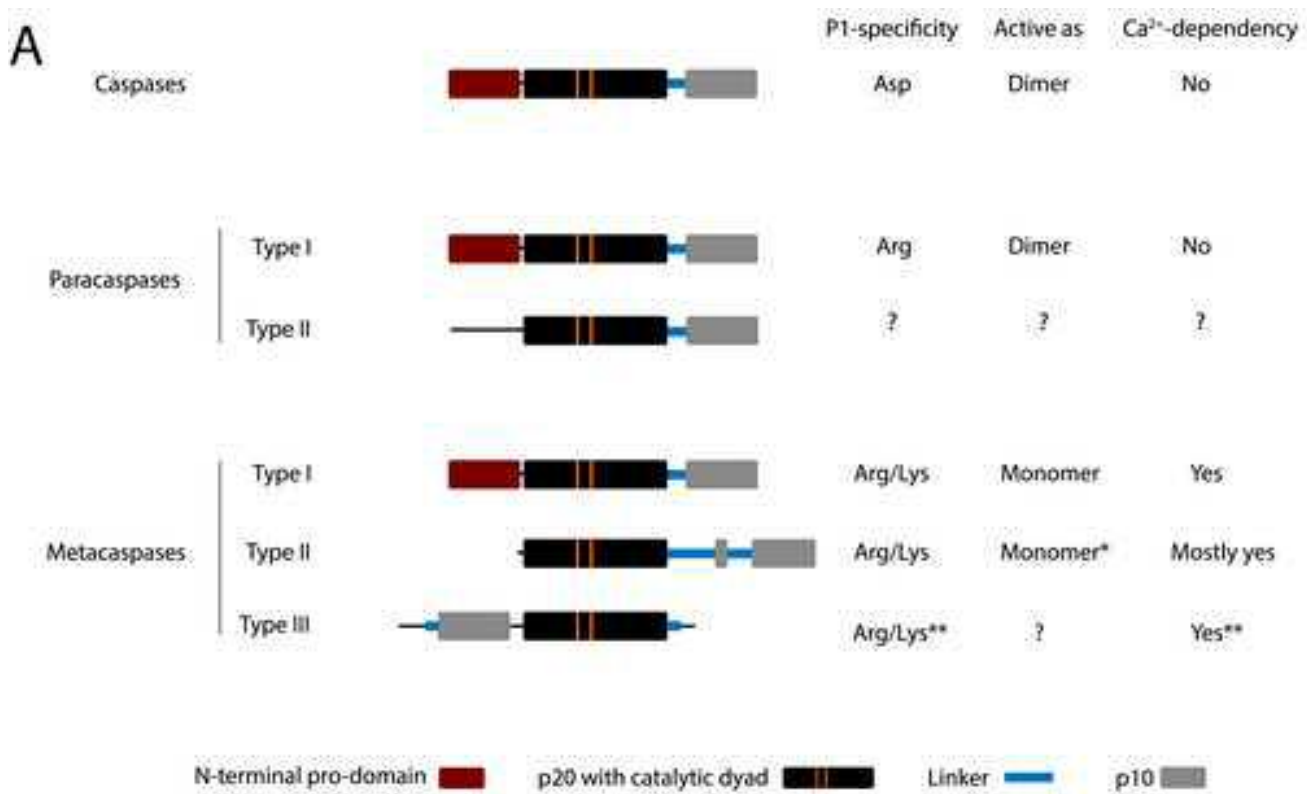 A
P1-specificity Active as Ca²⁺-dependency
Caspases Asp Dimer No
Type I Arg Dimer No
Paracaspases
Type II ? ? ?
Type I Arg/Lys Monomer Yes
Metacaspases Type II Arg/Lys Monomer* Mostly yes
Type III Arg/Lys** ? Yes**
N-terminal pro-domain p20 with catalytic dyad Linker p10